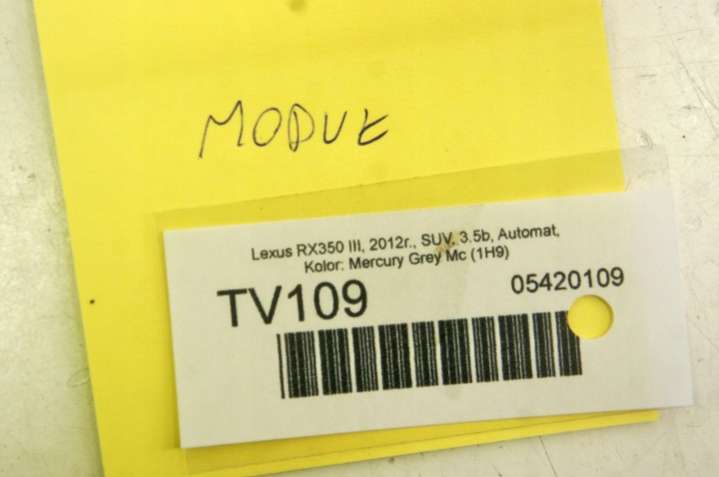 MODUŁ
Lexus RX350 III, 2012r., SUV, 3.5b, Automat,
Kolor: Mercury Grey Mc (1H9)
TV109
05420109